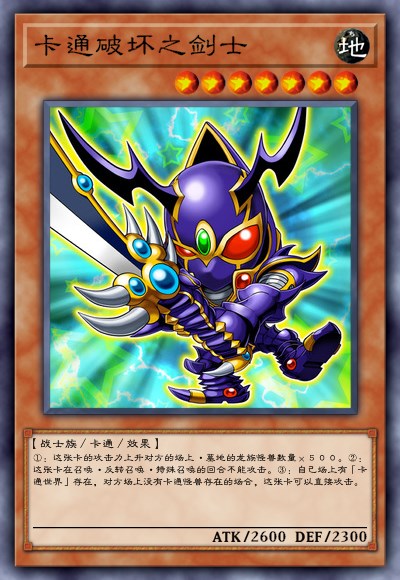 卡通破坏之剑士
地
【战士族／卡通／效果】
①：这张卡的攻击力上升对方的场上·墓地的龙族怪兽数量×500。②：
这张卡在召唤·反转召唤·特殊召唤的回合不能攻击。③：自己场上有「卡
通世界」存在，对方场上没有卡通怪兽存在的场合，这张卡可以直接攻击。
ATK/2600 DEF/2300